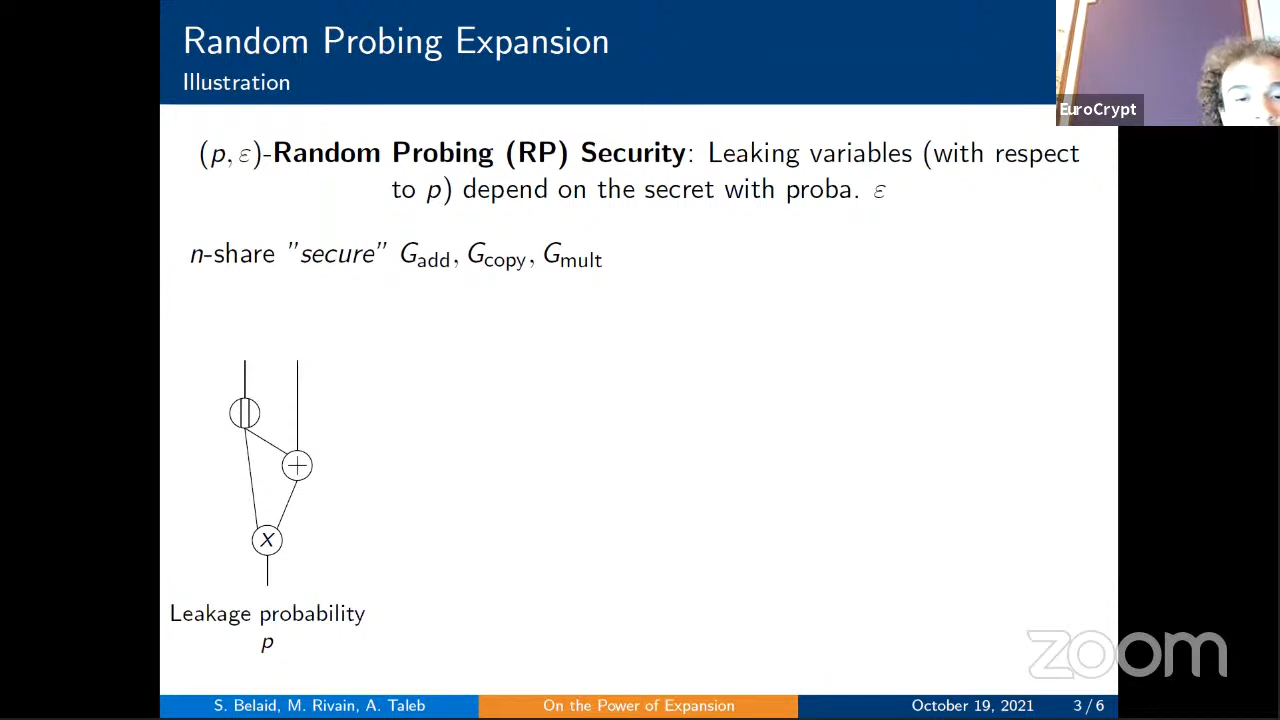 Random Probing Expansion
Illustration
EuroCrypt
(p, ε)-Random Probing (RP) Security: Leaking variables (with respect
to p) depend on the secret with proba. ε
n-share "secure" G_add, G_copy, G_mult
||
+
X
Leakage probability
p
zoom
S. Belaid, M. Rivain, A. Taleb
On the Power of Expansion
October 19, 2021
3 / 6